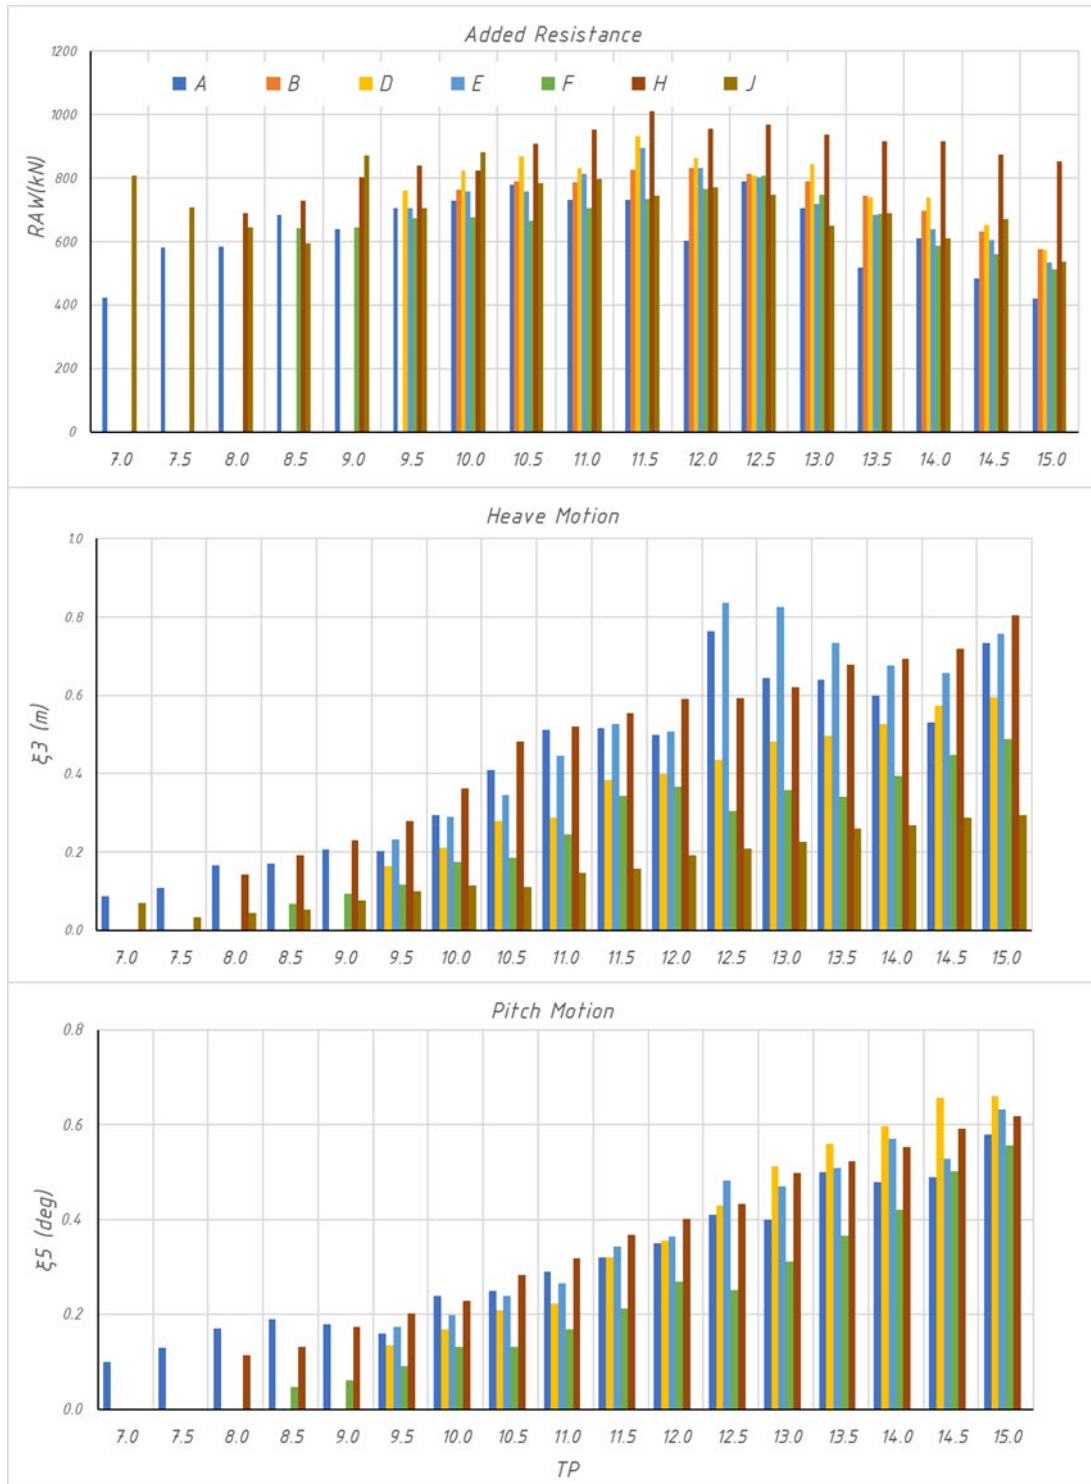 Added Resistance
1200
A B D E F H J
1000
800
600
400
200
0
RAW(kN)
7.0 7.5 8.0 8.5 9.0 9.5 10.0 10.5 11.0 11.5 12.0 12.5 13.0 13.5 14.0 14.5 15.0
Heave Motion
1.0
0.8
0.6
0.4
0.2
0.0
ξ3 (m)
7.0 7.5 8.0 8.5 9.0 9.5 10.0 10.5 11.0 11.5 12.0 12.5 13.0 13.5 14.0 14.5 15.0
Pitch Motion
0.8
0.6
0.4
0.2
0.0
ξ5 (deg)
7.0 7.5 8.0 8.5 9.0 9.5 10.0 10.5 11.0 11.5 12.0 12.5 13.0 13.5 14.0 14.5 15.0
TP